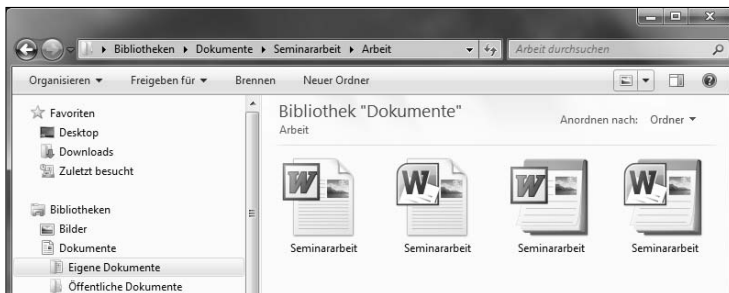 Bibliotheken ▸ Dokumente ▸ Seminararbeit ▸ Arbeit
Arbeit durchsuchen
Organisieren ▾ Freigeben für ▾ Brennen Neuer Ordner
Favoriten
Desktop
Downloads
Zuletzt besucht
Bibliotheken
Bilder
Dokumente
Eigene Dokumente
Öffentliche Dokumente
Bibliothek "Dokumente"
Arbeit
Anordnen nach: Ordner ▾
W W W W
Seminararbeit Seminararbeit Seminararbeit Seminararbeit